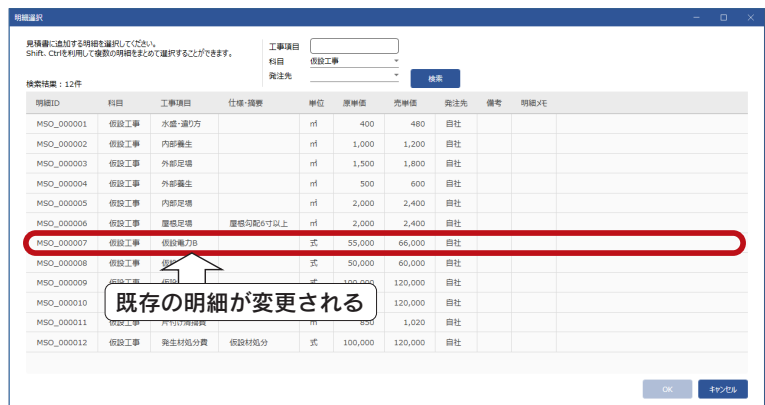 明細選択
見積書に追加する明細を選択してください。
Shift、Ctrlを利用して複数の明細をまとめて選択することができます。
工事項目
科目 仮設工事
発注先
検索
検索結果：12件
明細ID 科目 工事項目 仕様・摘要 単位 原単価 売単価 発注先 備考 明細メモ
MSO_000001 仮設工事 水盛・遣り方 ㎡ 400 480 自社
MSO_000002 仮設工事 内部養生 ㎡ 1,000 1,200 自社
MSO_000003 仮設工事 外部足場 ㎡ 1,500 1,800 自社
MSO_000004 仮設工事 外部養生 ㎡ 500 600 自社
MSO_000005 仮設工事 内部足場 ㎡ 2,000 2,400 自社
MSO_000006 仮設工事 屋根足場 屋根勾配6寸以上 ㎡ 2,000 2,400 自社
MSO_000007 仮設工事 仮設電力B 式 55,000 66,000 自社
MSO_000008 仮設工事 式 50,000 60,000 自社
MSO_000009 仮設工事 式 100,000 120,000 自社
MSO_000010 120,000 自社
既存の明細が変更される
MSO_000011 仮設工事 片付け清掃費 ㎡ 850 1,020 自社
MSO_000012 仮設工事 発生材処分費 仮設材処分 式 100,000 120,000 自社
OK キャンセル